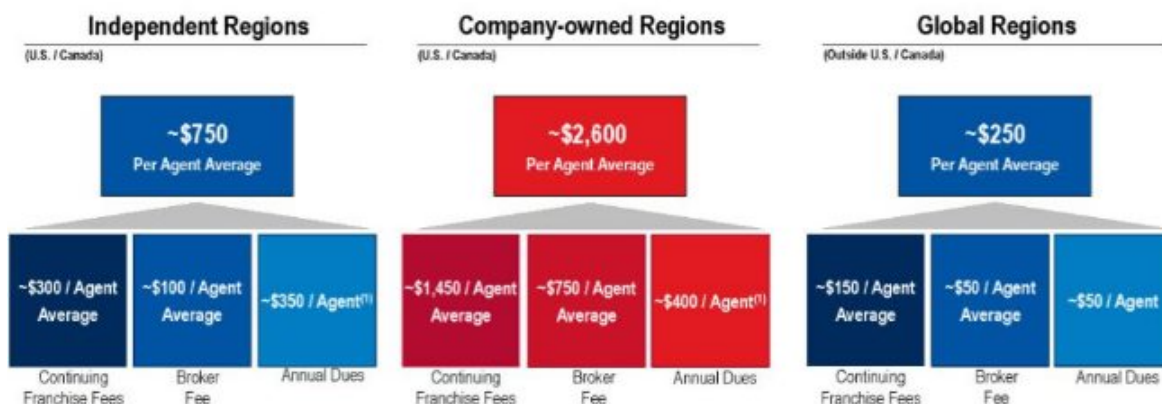 Independent Regions
(U.S. / Canada)
~$750
Per Agent Average
~$300 / Agent
Average
~$100 / Agent
Average
~$350 / Agent(1)
Continuing
Franchise Fees
Broker
Fee
Annual Dues
Company-owned Regions
(U.S. / Canada)
~$2,600
Per Agent Average
~$1,450 / Agent
Average
~$750 / Agent
Average
~$400 / Agent(1)
Continuing
Franchise Fees
Broker
Fee
Annual Dues
Global Regions
(Outside U.S. / Canada)
~$250
Per Agent Average
~$150 / Agent
Average
~$50 / Agent
Average
~$50 / Agent
Continuing
Franchise Fees
Broker
Fee
Annual Dues